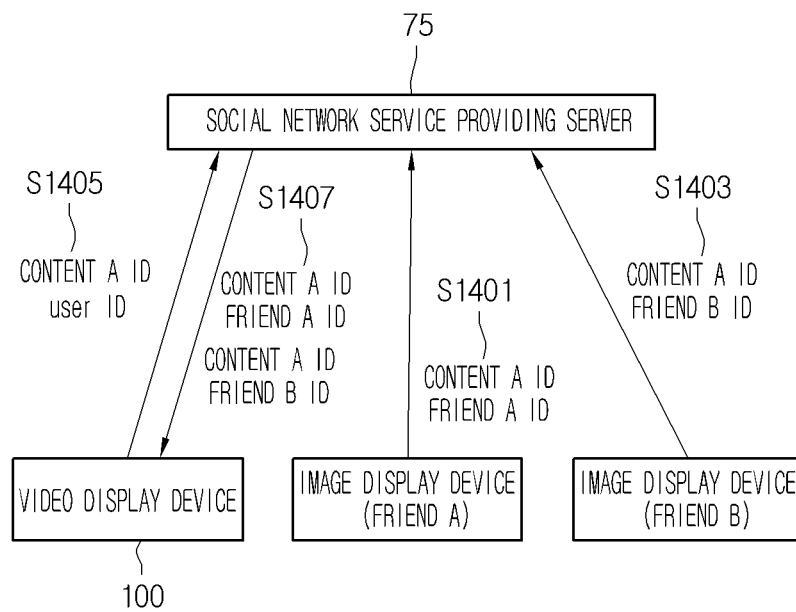 75
SOCIAL NETWORK SERVICE PROVIDING SERVER
S1405
CONTENT A ID
user ID
S1407
CONTENT A ID
FRIEND A ID
CONTENT A ID
FRIEND B ID
S1401
CONTENT A ID
FRIEND A ID
S1403
CONTENT A ID
FRIEND B ID
VIDEO DISPLAY DEVICE
IMAGE DISPLAY DEVICE
(FRIEND A)
IMAGE DISPLAY DEVICE
(FRIEND B)
100